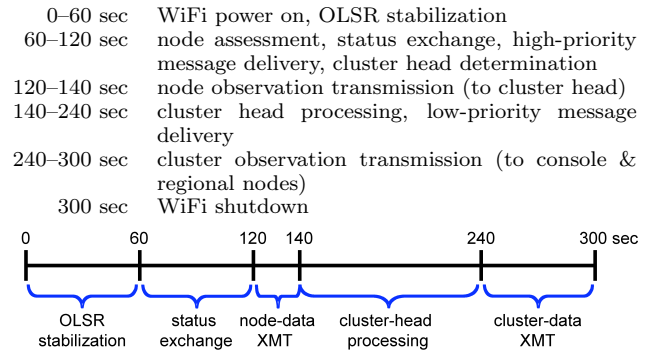 0–60 sec WiFi power on, OLSR stabilization
60–120 sec node assessment, status exchange, high-priority
message delivery, cluster head determination
120–140 sec node observation transmission (to cluster head)
140–240 sec cluster head processing, low-priority message
delivery
240–300 sec cluster observation transmission (to console &
regional nodes)
300 sec WiFi shutdown
0 60 120 140 240 300 sec
OLSR status node-data cluster-head cluster-data
stabilization exchange XMT processing XMT